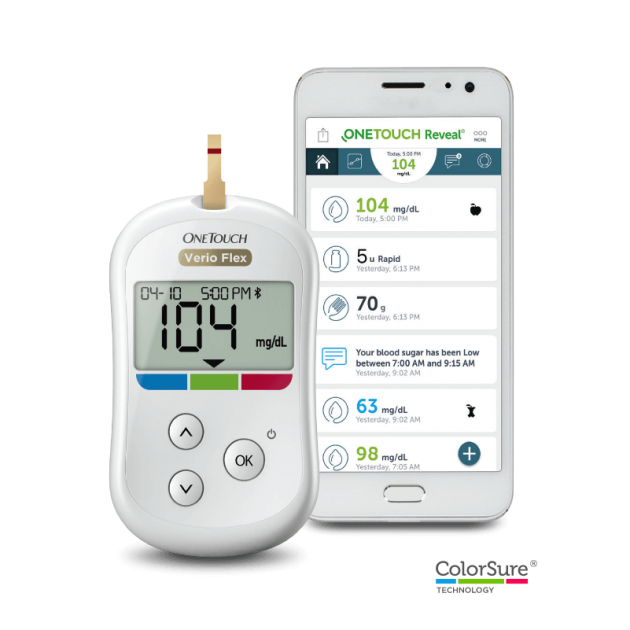 ONETOUCH
Verio Flex
04-10 5:00PM
104 mg/dL
OK
ONETOUCH Reveal®
MORE
Today, 5:00 PM
104
mg/dL
104 mg/dL
Today, 5:00 PM
5 u Rapid
Yesterday, 6:13 PM
70 g
Yesterday, 6:13 PM
Your blood sugar has been Low
between 7:00 AM and 9:15 AM
Yesterday, 9:02 AM
63 mg/dL
Yesterday, 9:02 AM
98 mg/dL
Yesterday, 7:05 AM
ColorSure®
TECHNOLOGY